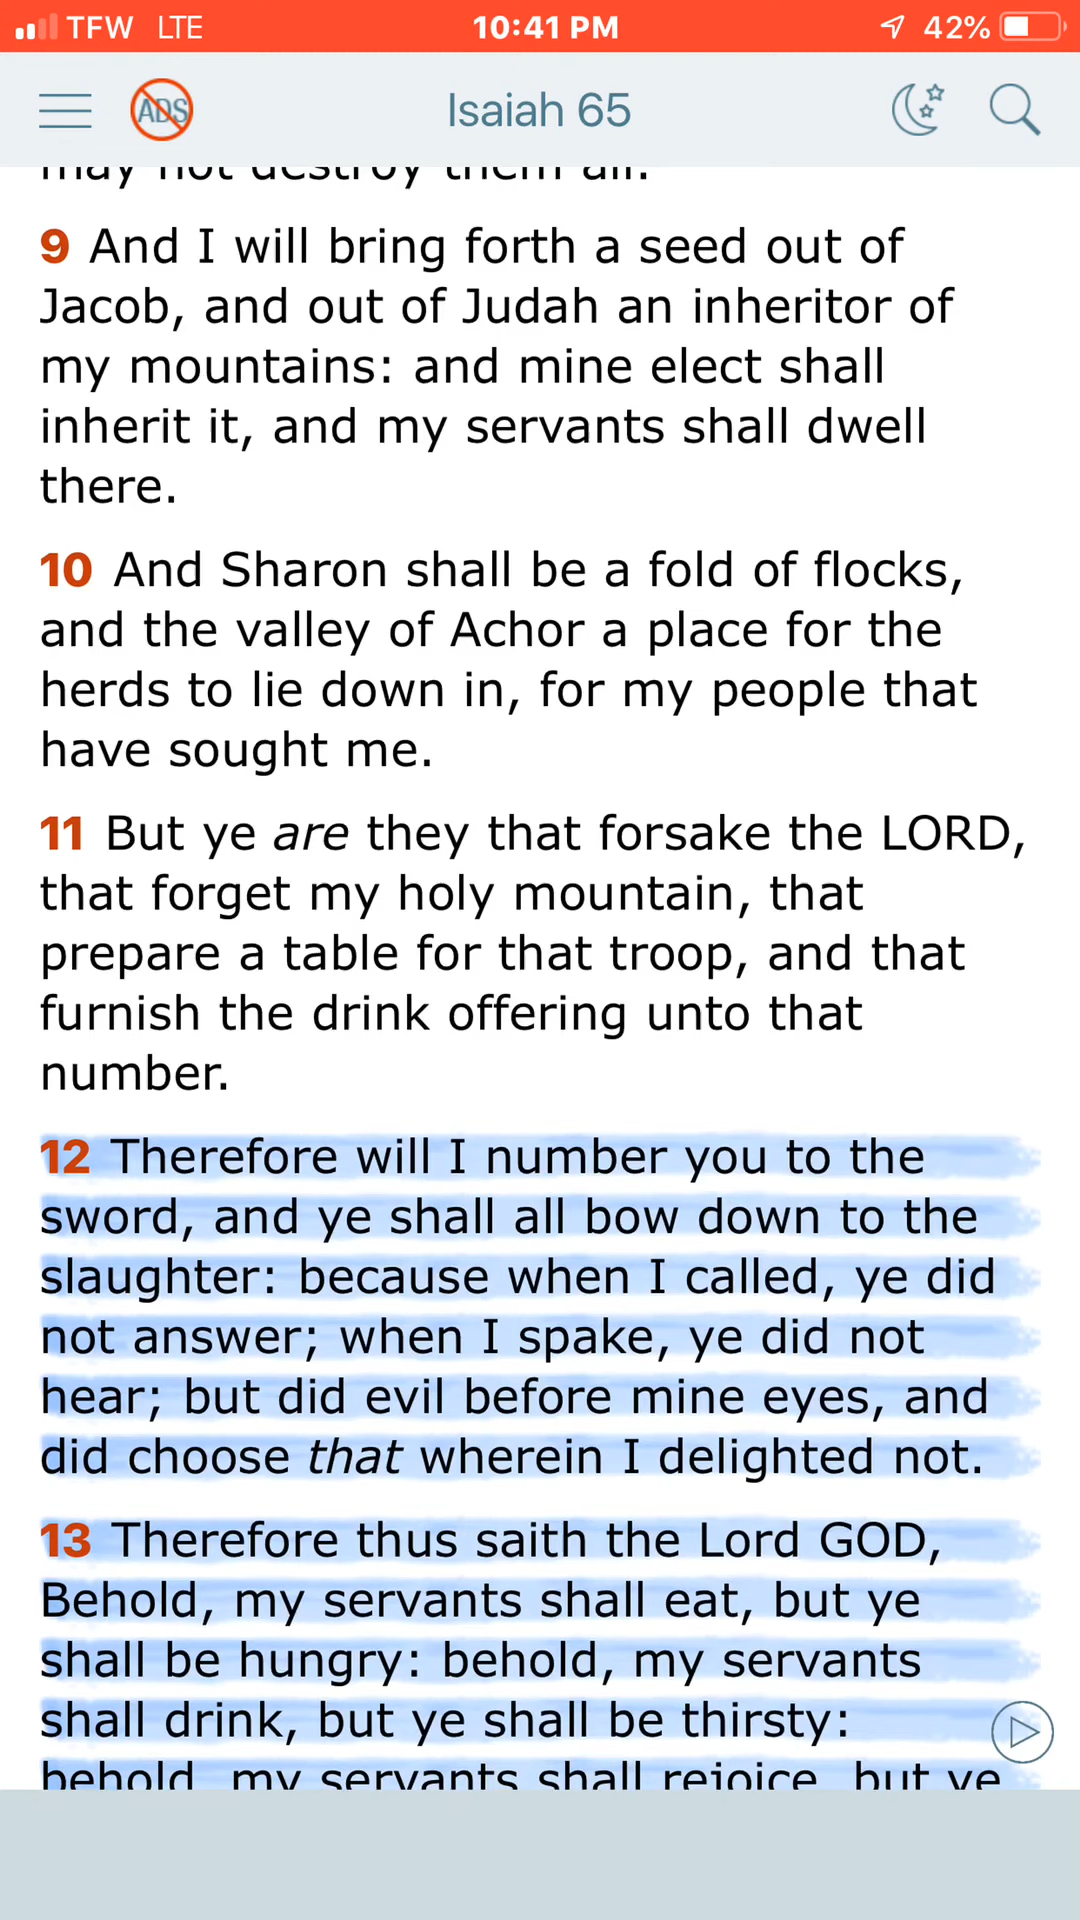 TFW LTE 10:41 PM 42%
ADS Isaiah 65
may not destroy them all.
9 And I will bring forth a seed out of
Jacob, and out of Judah an inheritor of
my mountains: and mine elect shall
inherit it, and my servants shall dwell
there.
10 And Sharon shall be a fold of flocks,
and the valley of Achor a place for the
herds to lie down in, for my people that
have sought me.
11 But ye are they that forsake the LORD,
that forget my holy mountain, that
prepare a table for that troop, and that
furnish the drink offering unto that
number.
12 Therefore will I number you to the
sword, and ye shall all bow down to the
slaughter: because when I called, ye did
not answer; when I spake, ye did not
hear; but did evil before mine eyes, and
did choose that wherein I delighted not.
13 Therefore thus saith the Lord GOD,
Behold, my servants shall eat, but ye
shall be hungry: behold, my servants
shall drink, but ye shall be thirsty:
behold, my servants shall rejoice, but ye